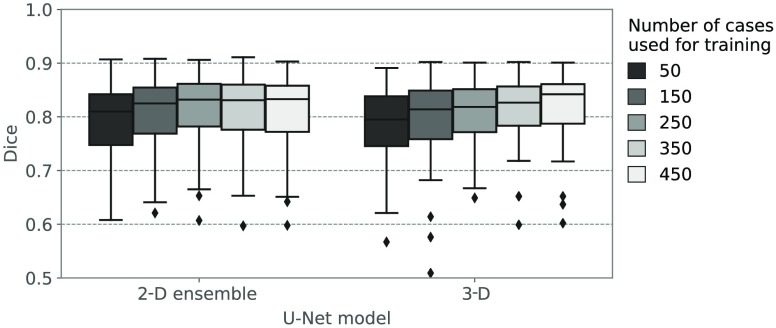 1.0
0.9
0.8
0.7
0.6
0.5
Dice
2-D ensemble
3-D
U-Net model
Number of cases
used for training
50
150
250
350
450